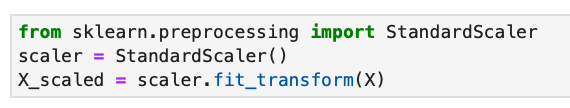 from sklearn.preprocessing import StandardScaler
scaler = StandardScaler()
X_scaled = scaler.fit_transform(X)